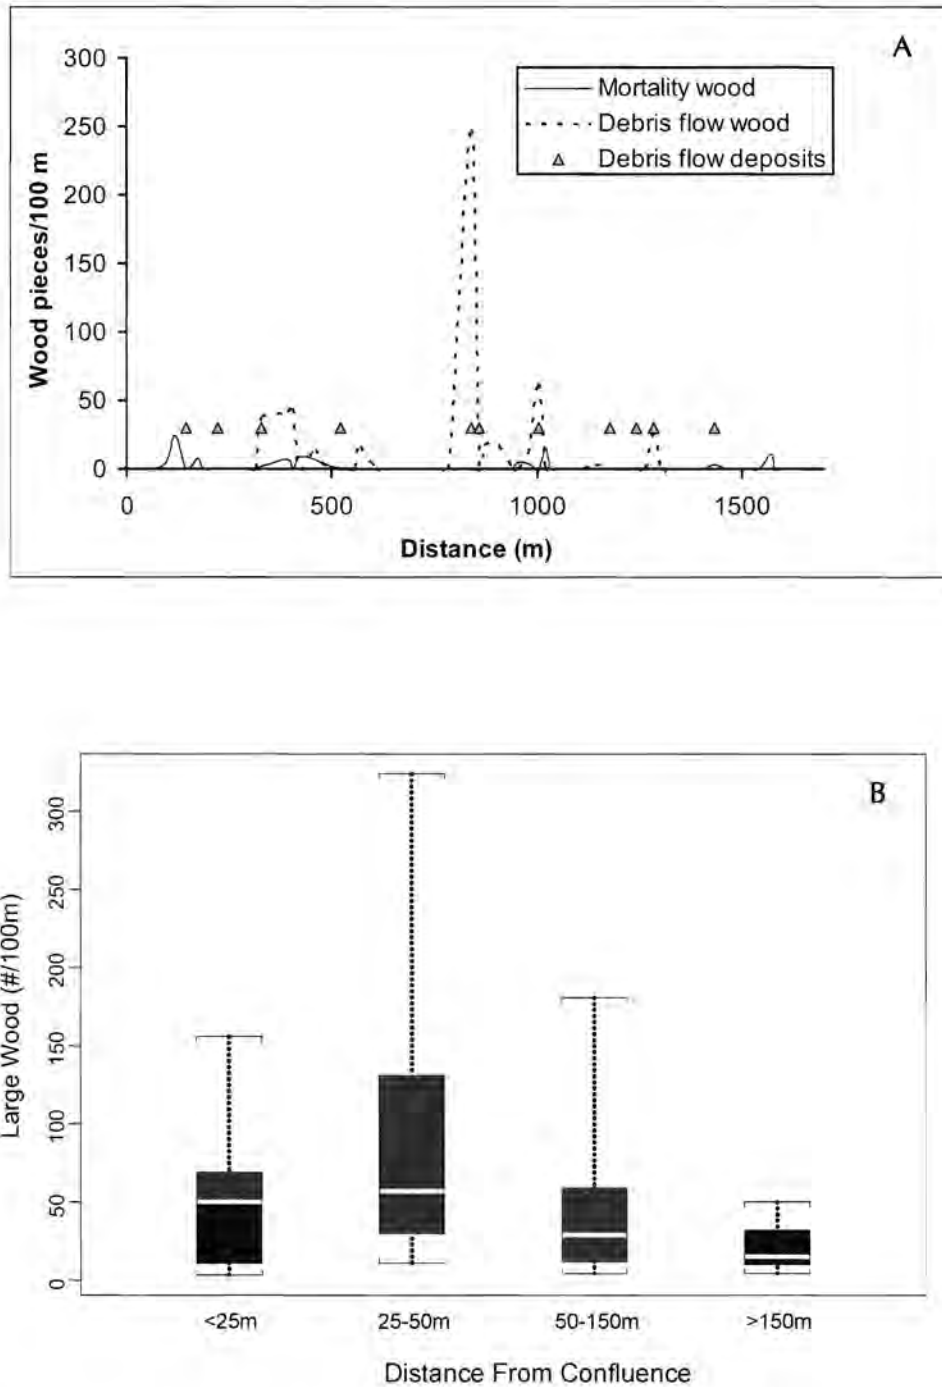 A
300
250
200
150
100
50
0
Wood pieces/100 m
Mortality wood
Debris flow wood
Debris flow deposits
0 500 1000 1500
Distance (m)
B
300
250
200
150
100
50
0
Large Wood (#/100m)
<25m 25-50m 50-150m >150m
Distance From Confluence